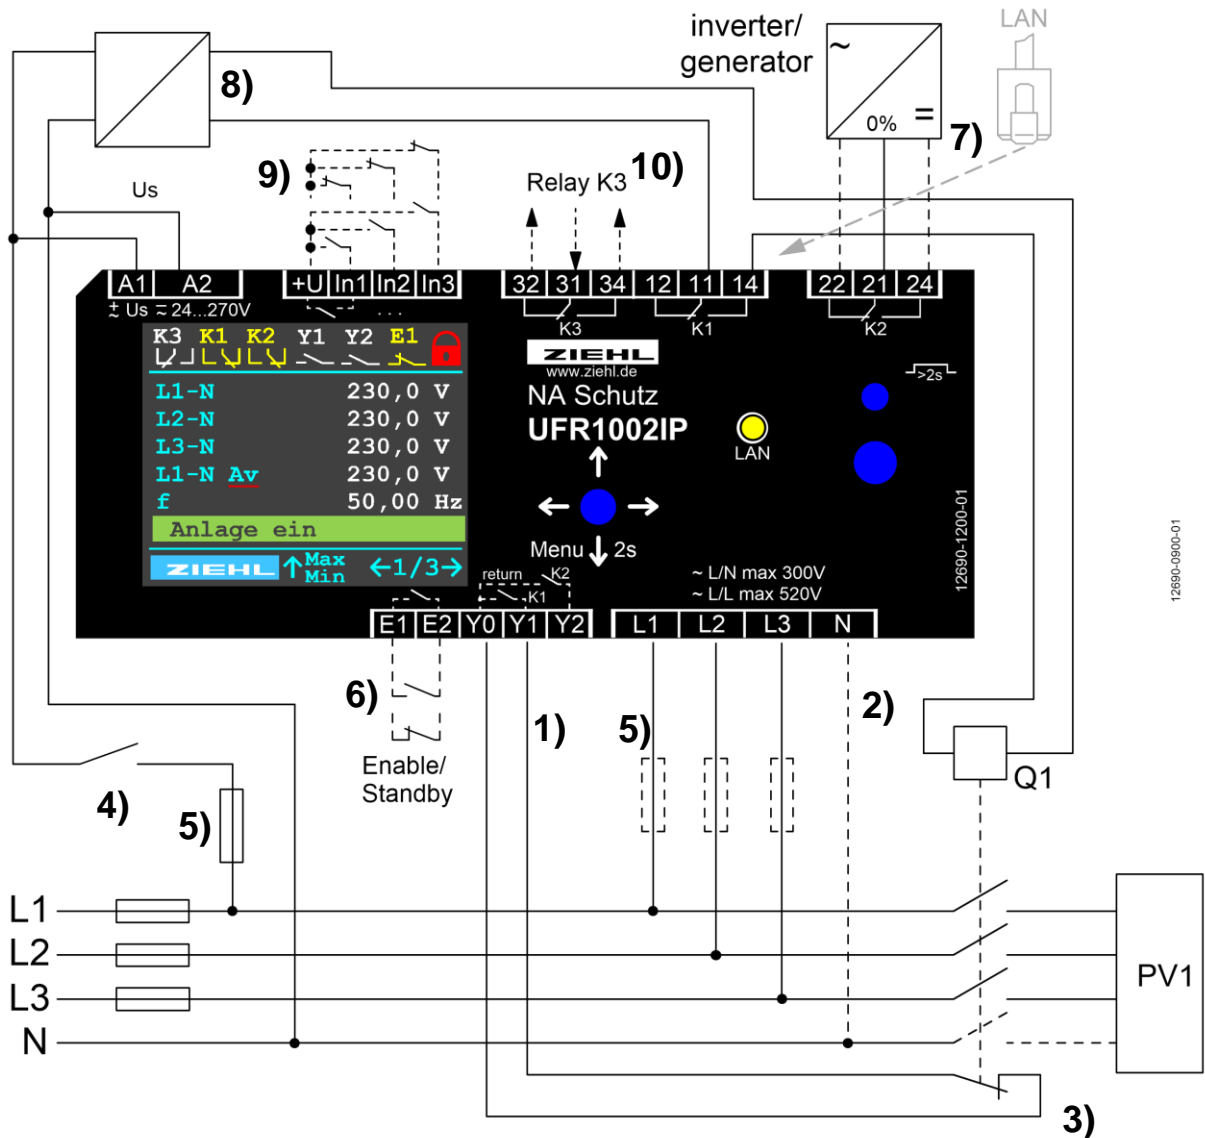 inverter/
generator
LAN
8)
0%
7)
~ =
9)
10)
Relay K3
Us
A1 A2
+U In1 In2 In3
32 31 34 12 11 14
22 21 24
± ~ Us ≂ 24...270V
. . .
K3
K1
K2
K3 K1 K2 Y1 Y2 E1
ZIEHL
www.ziehl.de
NA Schutz
UFR1002IP
>2s
LAN
L1-N 230,0 V
L2-N 230,0 V
L3-N 230,0 V
L1-N Av 230,0 V
f 50,00 Hz
Anlage ein
ZIEHL ↑Max Min ←1/3→
Menu 2s
return
K2
K1
~ L/N max 300V
~ L/L max 520V
12690-1200-01
12690-0900-01
E1 E2 Y0 Y1 Y2
L1 L2 L3 N
6)
1)
5)
2)
Enable/
Standby
Q1
4)
5)
L1
L2
L3
N
PV1
3)